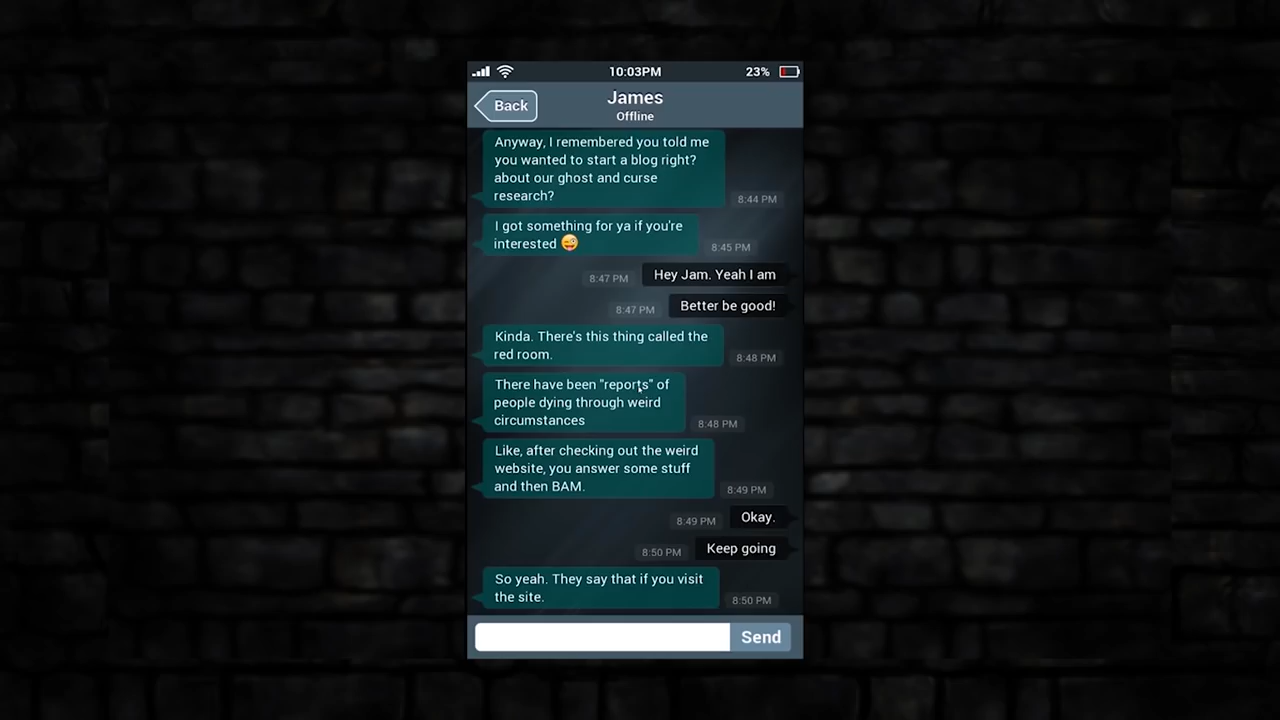 10:03PM
23%
Back
James
Offline
Anyway, I remembered you told me
you wanted to start a blog right?
about our ghost and curse
research?
8:44 PM
I got something for ya if you're
interested 😜
8:45 PM
8:47 PM
Hey Jam. Yeah I am
8:47 PM
Better be good!
Kinda. There's this thing called the
red room.
8:48 PM
There have been "reports" of
people dying through weird
circumstances
8:48 PM
Like, after checking out the weird
website, you answer some stuff
and then BAM.
8:49 PM
8:49 PM
Okay.
8:50 PM
Keep going
So yeah. They say that if you visit
the site.
8:50 PM
Send